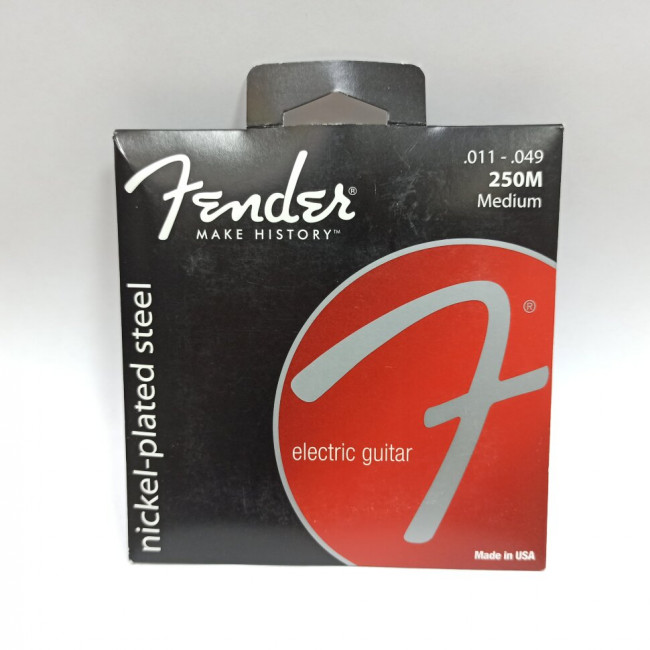 Fender®
MAKE HISTORY™
.011 - .049
250M
Medium
nickel-plated steel
F®
electric guitar
Made in USA